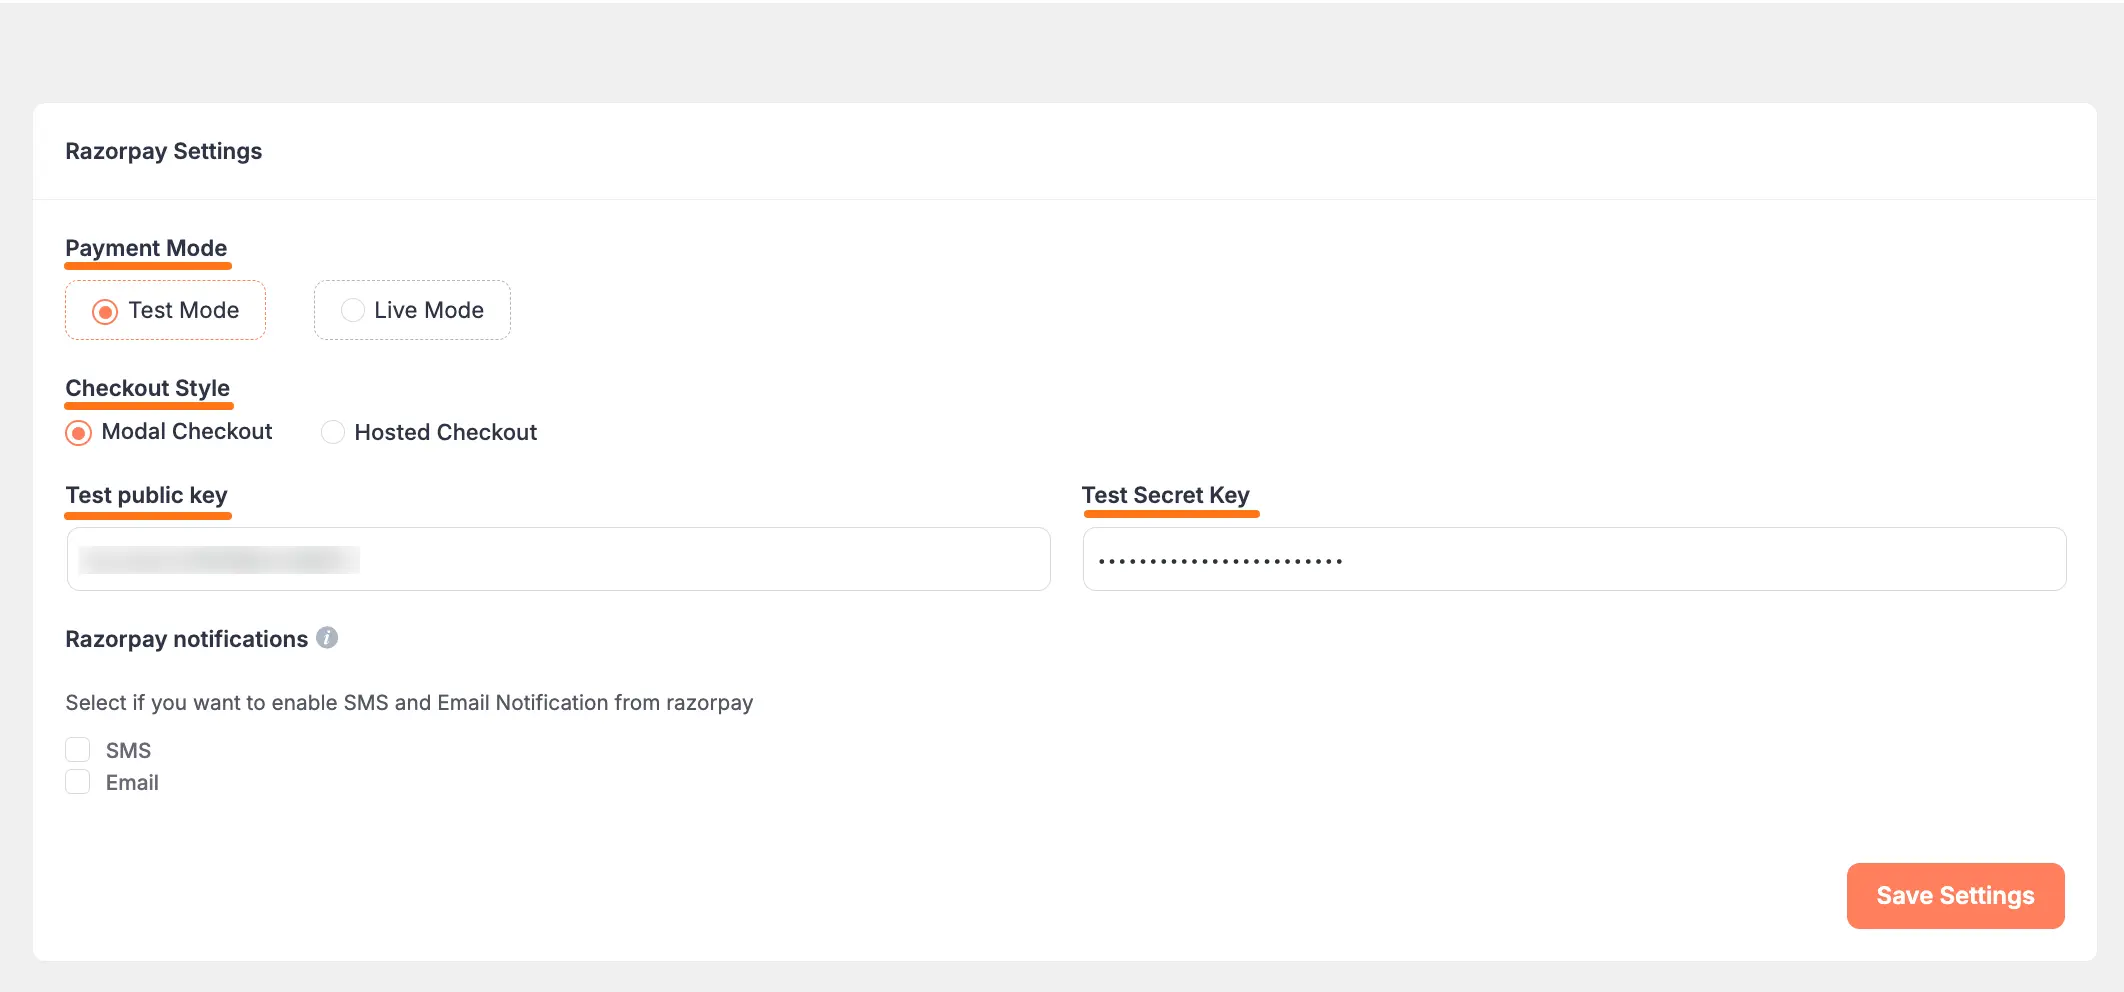 Razorpay Settings
Payment Mode
Test Mode
Live Mode
Checkout Style
Modal Checkout
Hosted Checkout
Test public key
Test Secret Key
••••••••••••••••••••••••
Razorpay notifications i
Select if you want to enable SMS and Email Notification from razorpay
SMS
Email
Save Settings